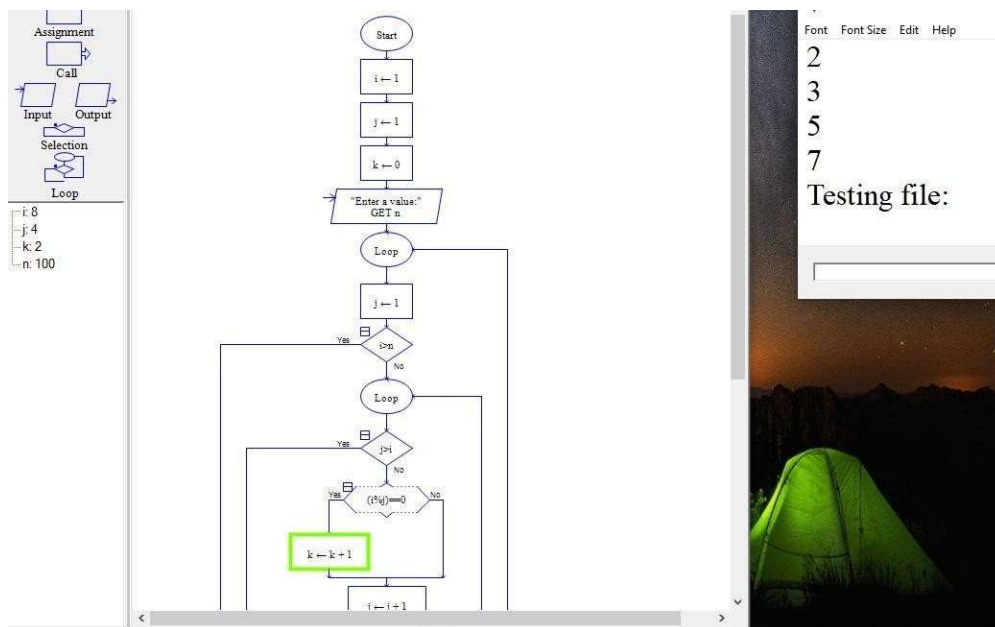 Assignment
Call
Input Output
Selection
Loop
i: 8
j: 4
k: 2
n: 100
Start
i ← 1
j ← 1
k ← 0
"Enter a value:"
GET n
Loop
j ← 1
Yes i>n
No
Loop
Yes j>i
No
Yes (i%j)==0 No
k ← k + 1
Font Font Size Edit Help
2
3
5
7
Testing file: